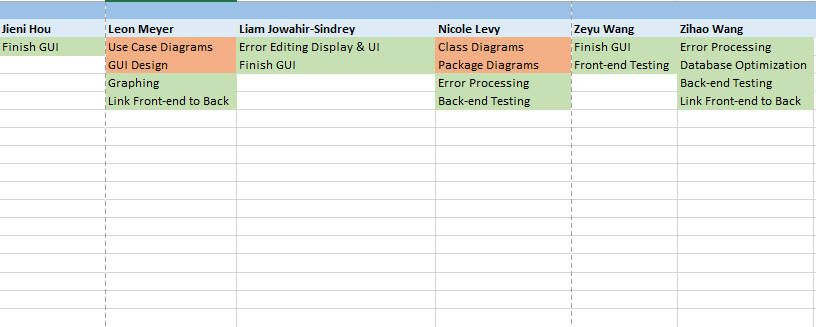 Jieni Hou Leon Meyer Liam Jowahir-Sindrey Nicole Levy Zeyu Wang Zihao Wang
Finish GUI Use Case Diagrams Error Editing Display & UI Class Diagrams Finish GUI Error Processing
GUI Design Finish GUI Package Diagrams Front-end Testing Database Optimization
Graphing Error Processing Back-end Testing
Link Front-end to Back Back-end Testing Link Front-end to Back